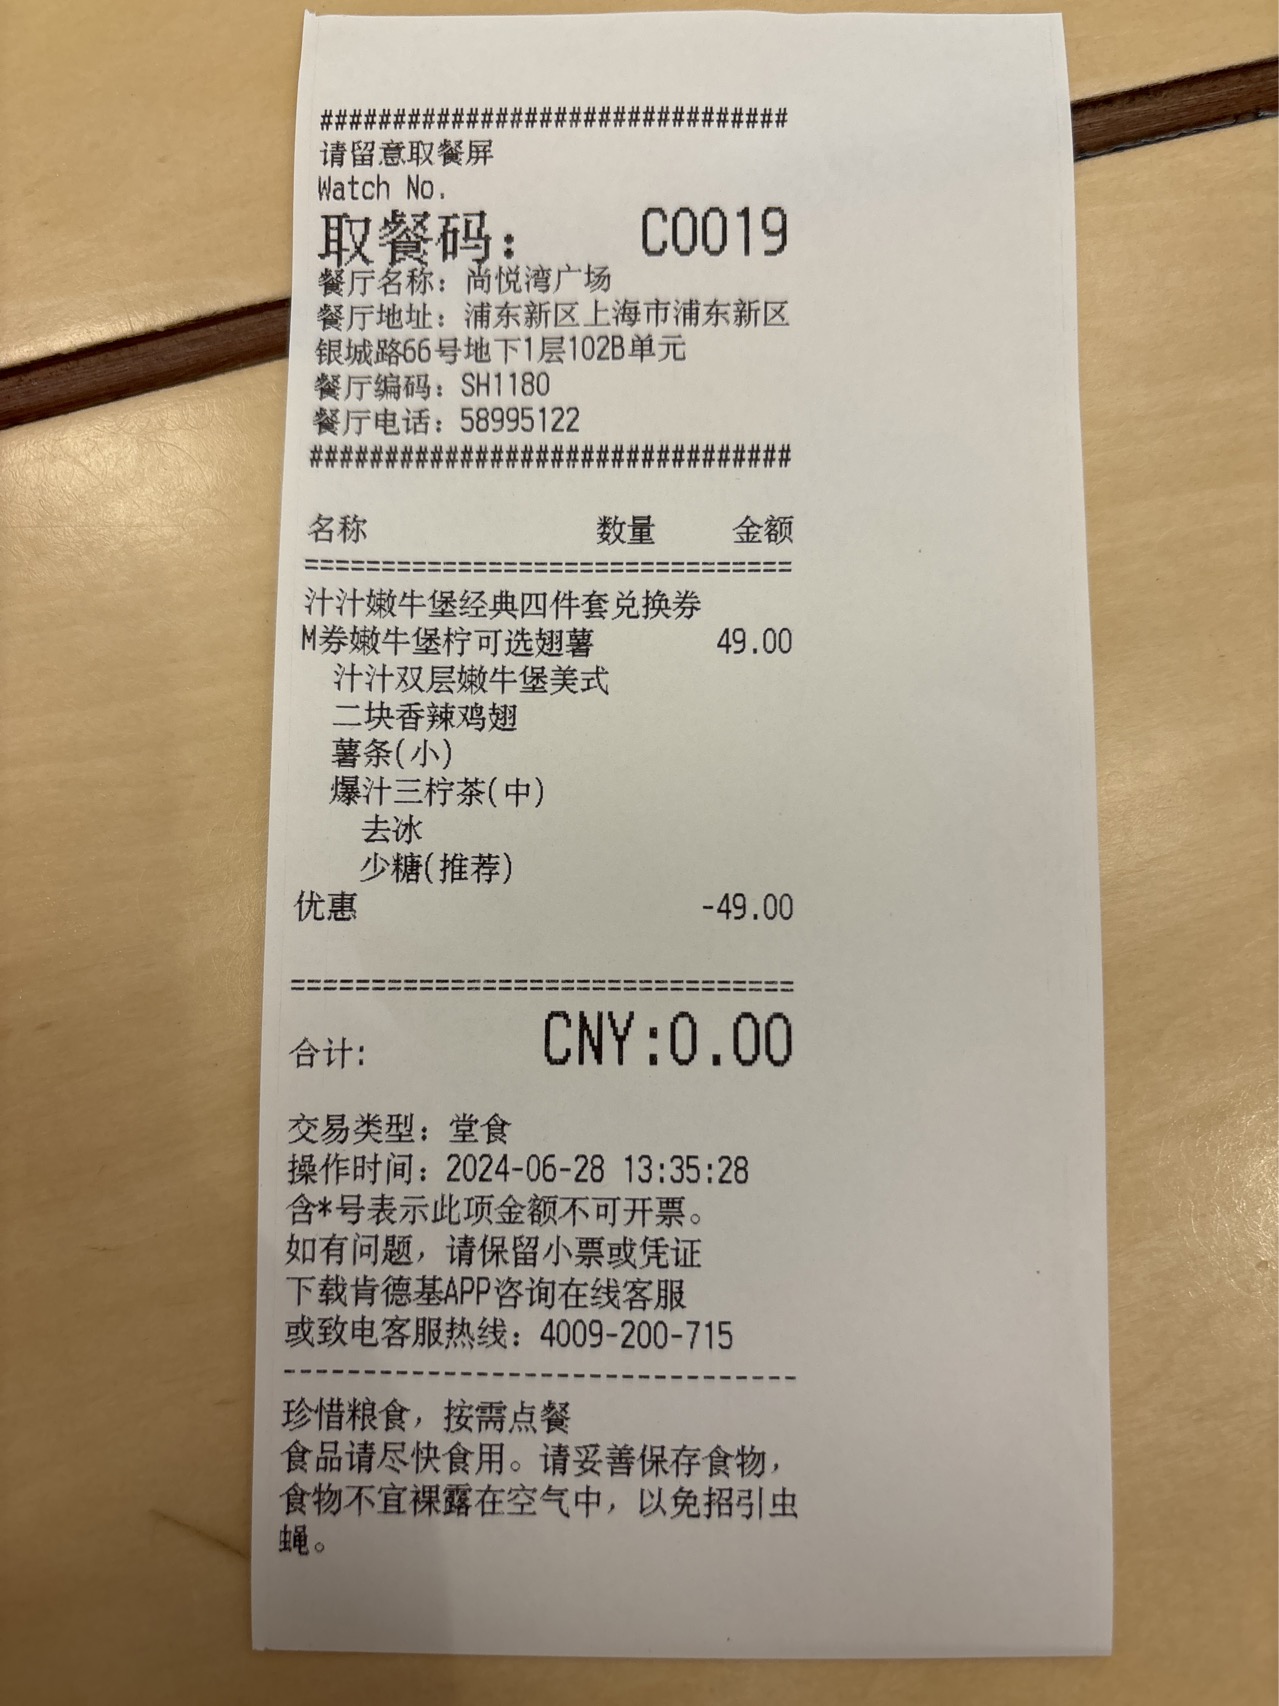 ################################
请留意取餐屏
Watch No.
取餐码： C0019
餐厅名称：尚悦湾广场
餐厅地址：浦东新区上海市浦东新区
银城路66号地下1层102B单元
餐厅编码：SH1180
餐厅电话：58995122
################################
名称 数量 金额
================================
汁汁嫩牛堡经典四件套兑换券
M券嫩牛堡柠可选翅薯 49.00
汁汁双层嫩牛堡美式
二块香辣鸡翅
薯条(小)
爆汁三柠茶(中)
去冰
少糖(推荐)
优惠 -49.00
================================
合计: CNY:0.00
交易类型：堂食
操作时间：2024-06-28 13:35:28
含*号表示此项金额不可开票。
如有问题，请保留小票或凭证
下载肯德基APP咨询在线客服
或致电客服热线：4009-200-715
--------------------------------
珍惜粮食，按需点餐
食品请尽快食用。请妥善保存食物，
食物不宜裸露在空气中，以免招引虫
蝇。